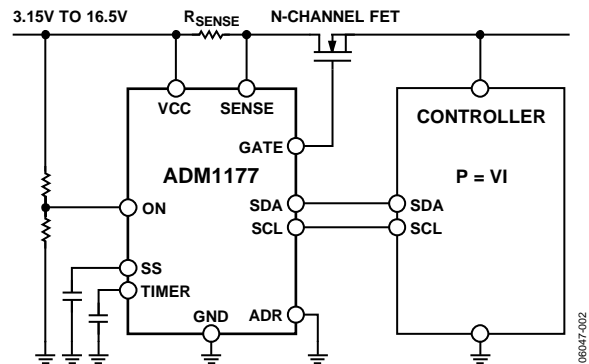 3.15V TO 16.5V
RSENSE
N-CHANNEL FET
VCC
SENSE
CONTROLLER
GATE
ADM1177
P = VI
SDA
SDA
ON
SCL
SCL
SS
TIMER
GND
ADR
06047-002